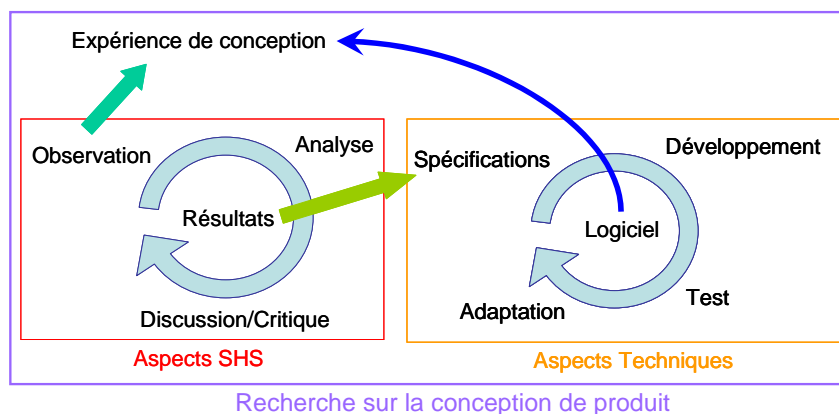 Expérience de conception
Observation
Analyse
Résultats
Discussion/Critique
Aspects SHS
Spécifications
Développement
Logiciel
Adaptation
Test
Aspects Techniques
Recherche sur la conception de produit